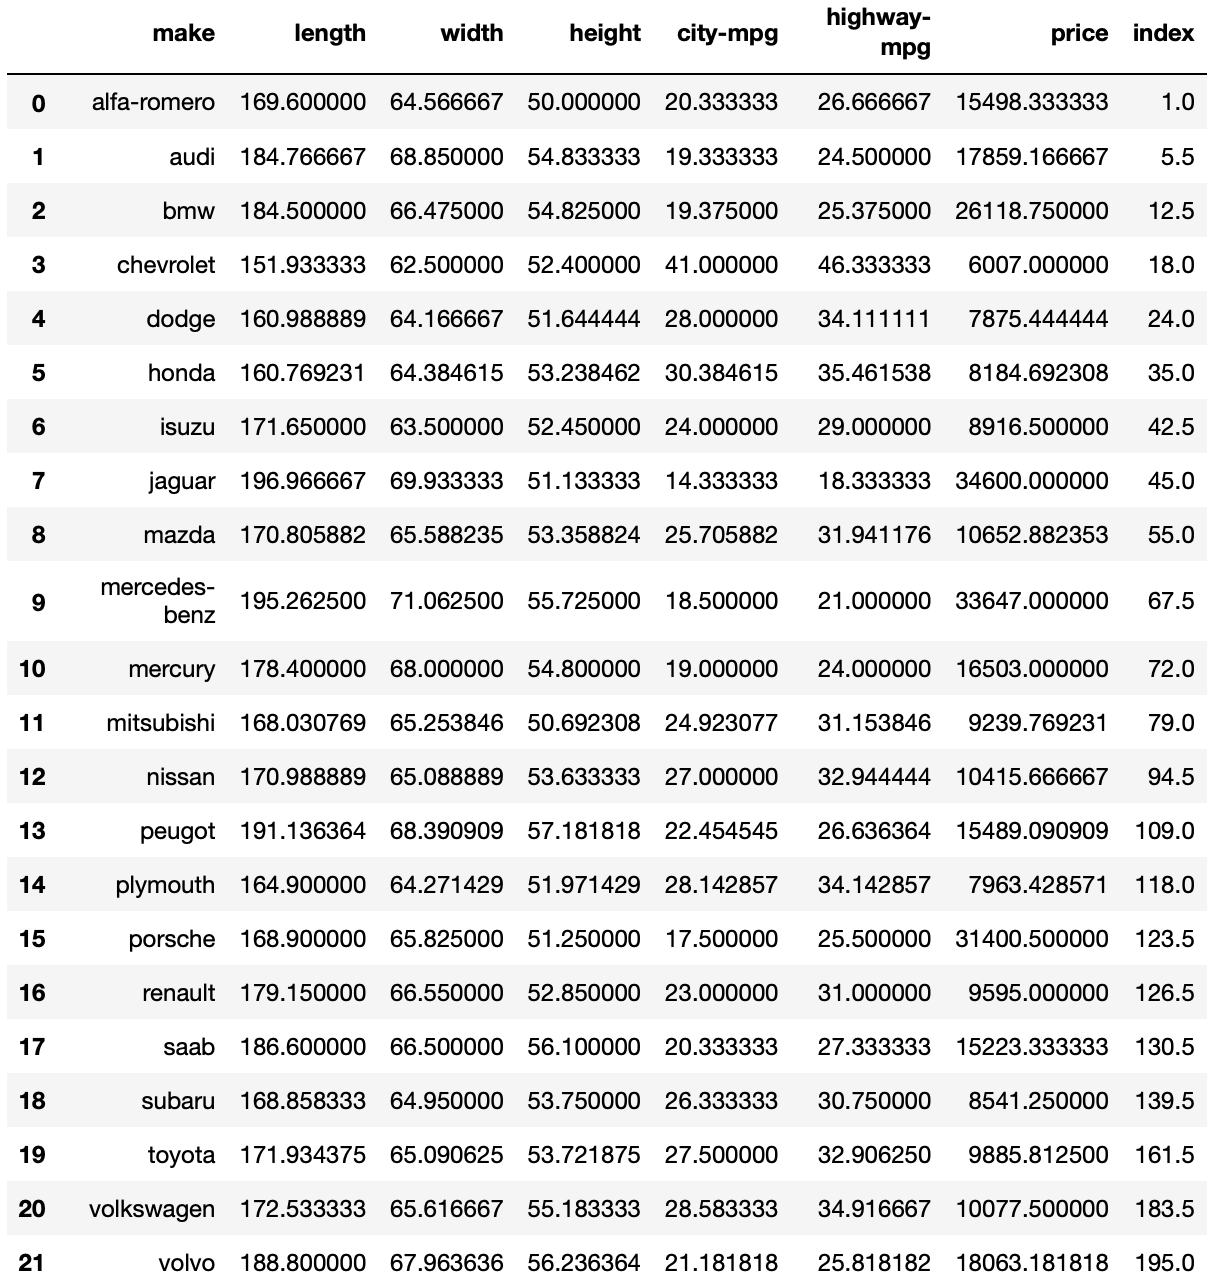 make length width height city-mpg highway-mpg price index
0 alfa-romero 169.600000 64.566667 50.000000 20.333333 26.666667 15498.333333 1.0
1 audi 184.766667 68.850000 54.833333 19.333333 24.500000 17859.166667 5.5
2 bmw 184.500000 66.475000 54.825000 19.375000 25.375000 26118.750000 12.5
3 chevrolet 151.933333 62.500000 52.400000 41.000000 46.333333 6007.000000 18.0
4 dodge 160.988889 64.166667 51.644444 28.000000 34.111111 7875.444444 24.0
5 honda 160.769231 64.384615 53.238462 30.384615 35.461538 8184.692308 35.0
6 isuzu 171.650000 63.500000 52.450000 24.000000 29.000000 8916.500000 42.5
7 jaguar 196.966667 69.933333 51.133333 14.333333 18.333333 34600.000000 45.0
8 mazda 170.805882 65.588235 53.358824 25.705882 31.941176 10652.882353 55.0
9 mercedes-benz 195.262500 71.062500 55.725000 18.500000 21.000000 33647.000000 67.5
10 mercury 178.400000 68.000000 54.800000 19.000000 24.000000 16503.000000 72.0
11 mitsubishi 168.030769 65.253846 50.692308 24.923077 31.153846 9239.769231 79.0
12 nissan 170.988889 65.088889 53.633333 27.000000 32.944444 10415.666667 94.5
13 peugot 191.136364 68.390909 57.181818 22.454545 26.636364 15489.090909 109.0
14 plymouth 164.900000 64.271429 51.971429 28.142857 34.142857 7963.428571 118.0
15 porsche 168.900000 65.825000 51.250000 17.500000 25.500000 31400.500000 123.5
16 renault 179.150000 66.550000 52.850000 23.000000 31.000000 9595.000000 126.5
17 saab 186.600000 66.500000 56.100000 20.333333 27.333333 15223.333333 130.5
18 subaru 168.858333 64.950000 53.750000 26.333333 30.750000 8541.250000 139.5
19 toyota 171.934375 65.090625 53.721875 27.500000 32.906250 9885.812500 161.5
20 volkswagen 172.533333 65.616667 55.183333 28.583333 34.916667 10077.500000 183.5
21 volvo 188.800000 67.963636 56.236364 21.181818 25.818182 18063.181818 195.0